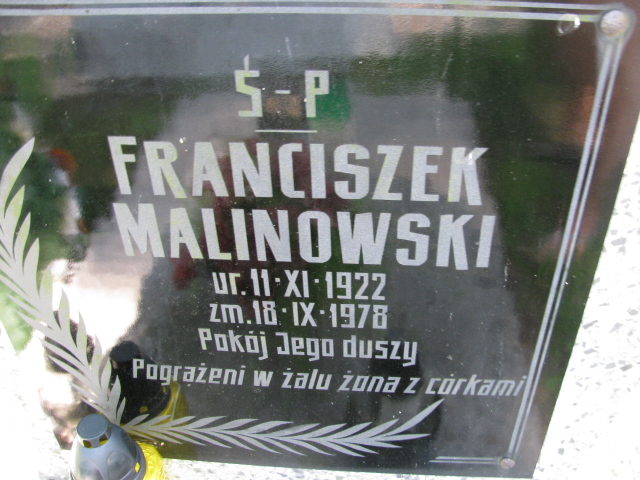 Ś-P
FRANCISZEK
MALINOWSKI
ur. 11·XI·1922
zm. 18·IX·1978
Pokój Jego duszy
Pogrążeni w żalu żona z córkami